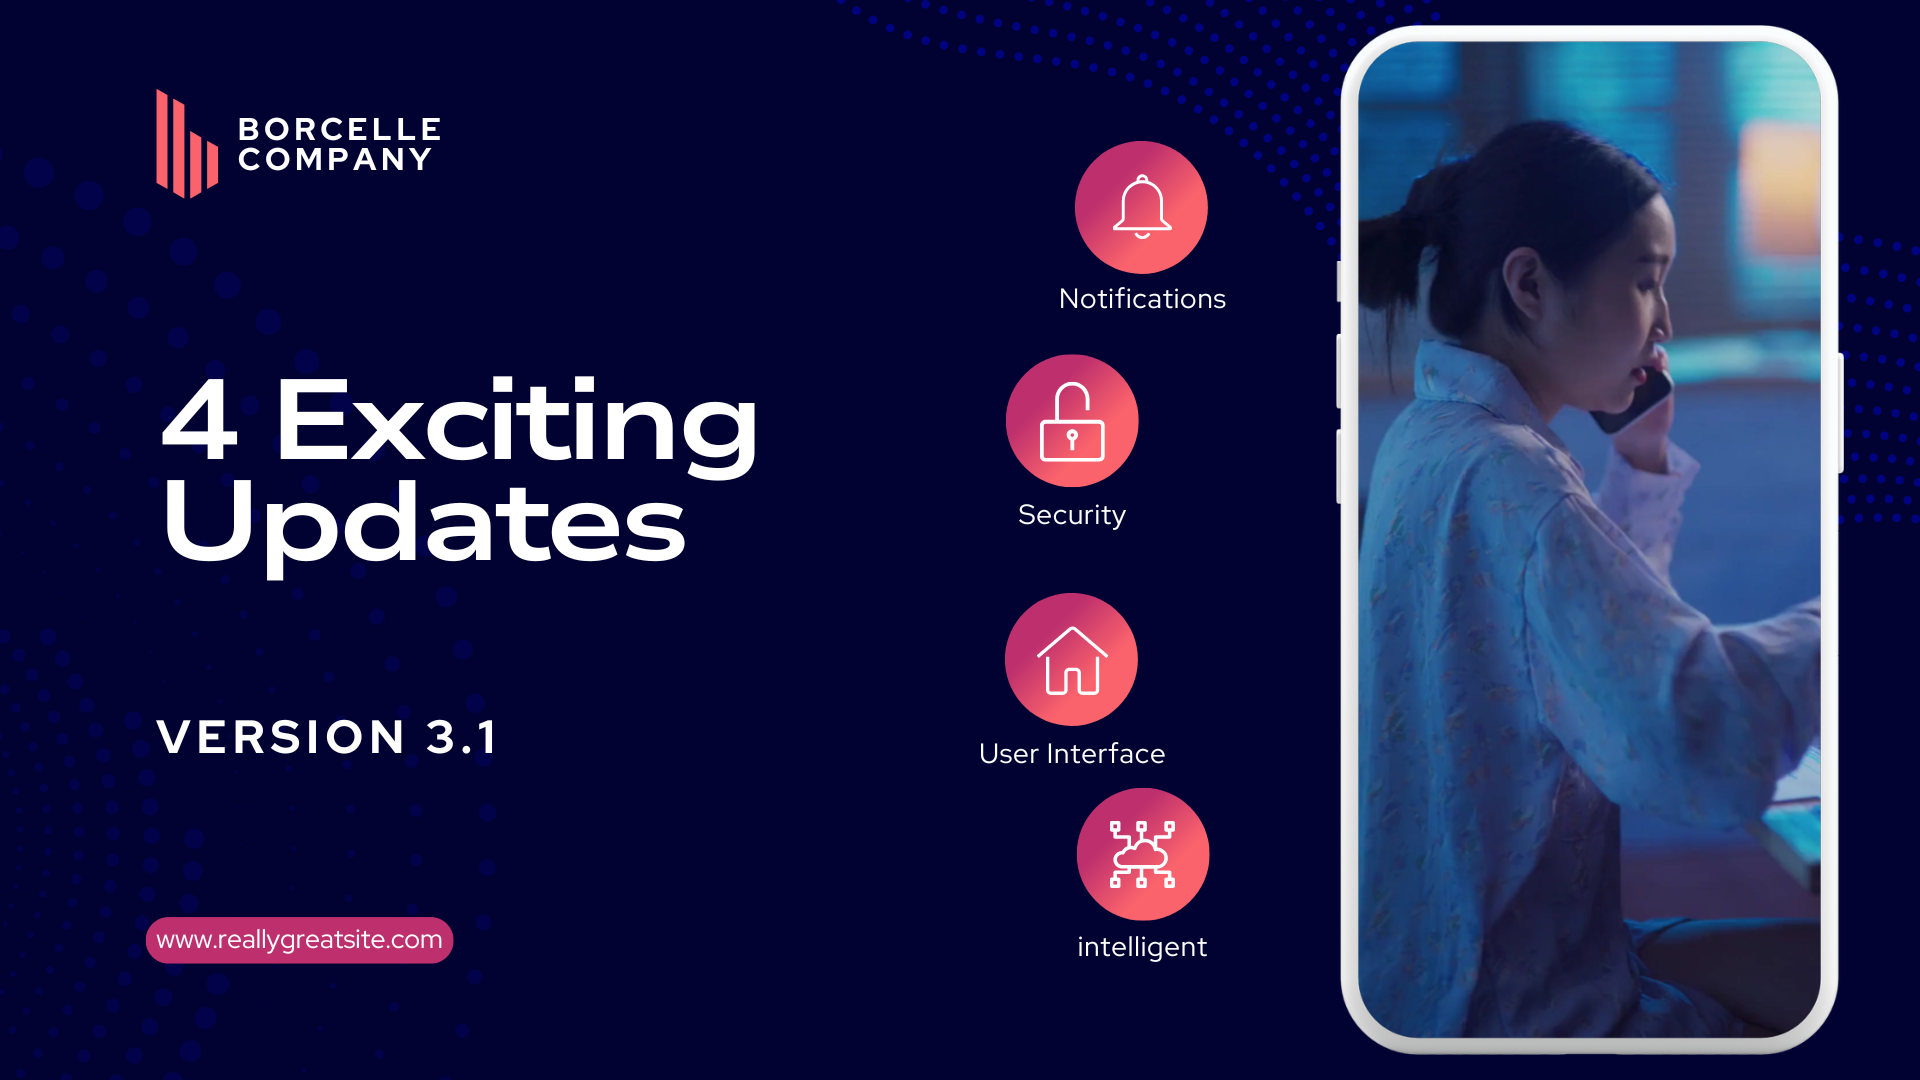 BORCELLE
COMPANY
4 Exciting
Updates
VERSION 3.1
www.reallygreatsite.com
Notifications
Security
User Interface
intelligent